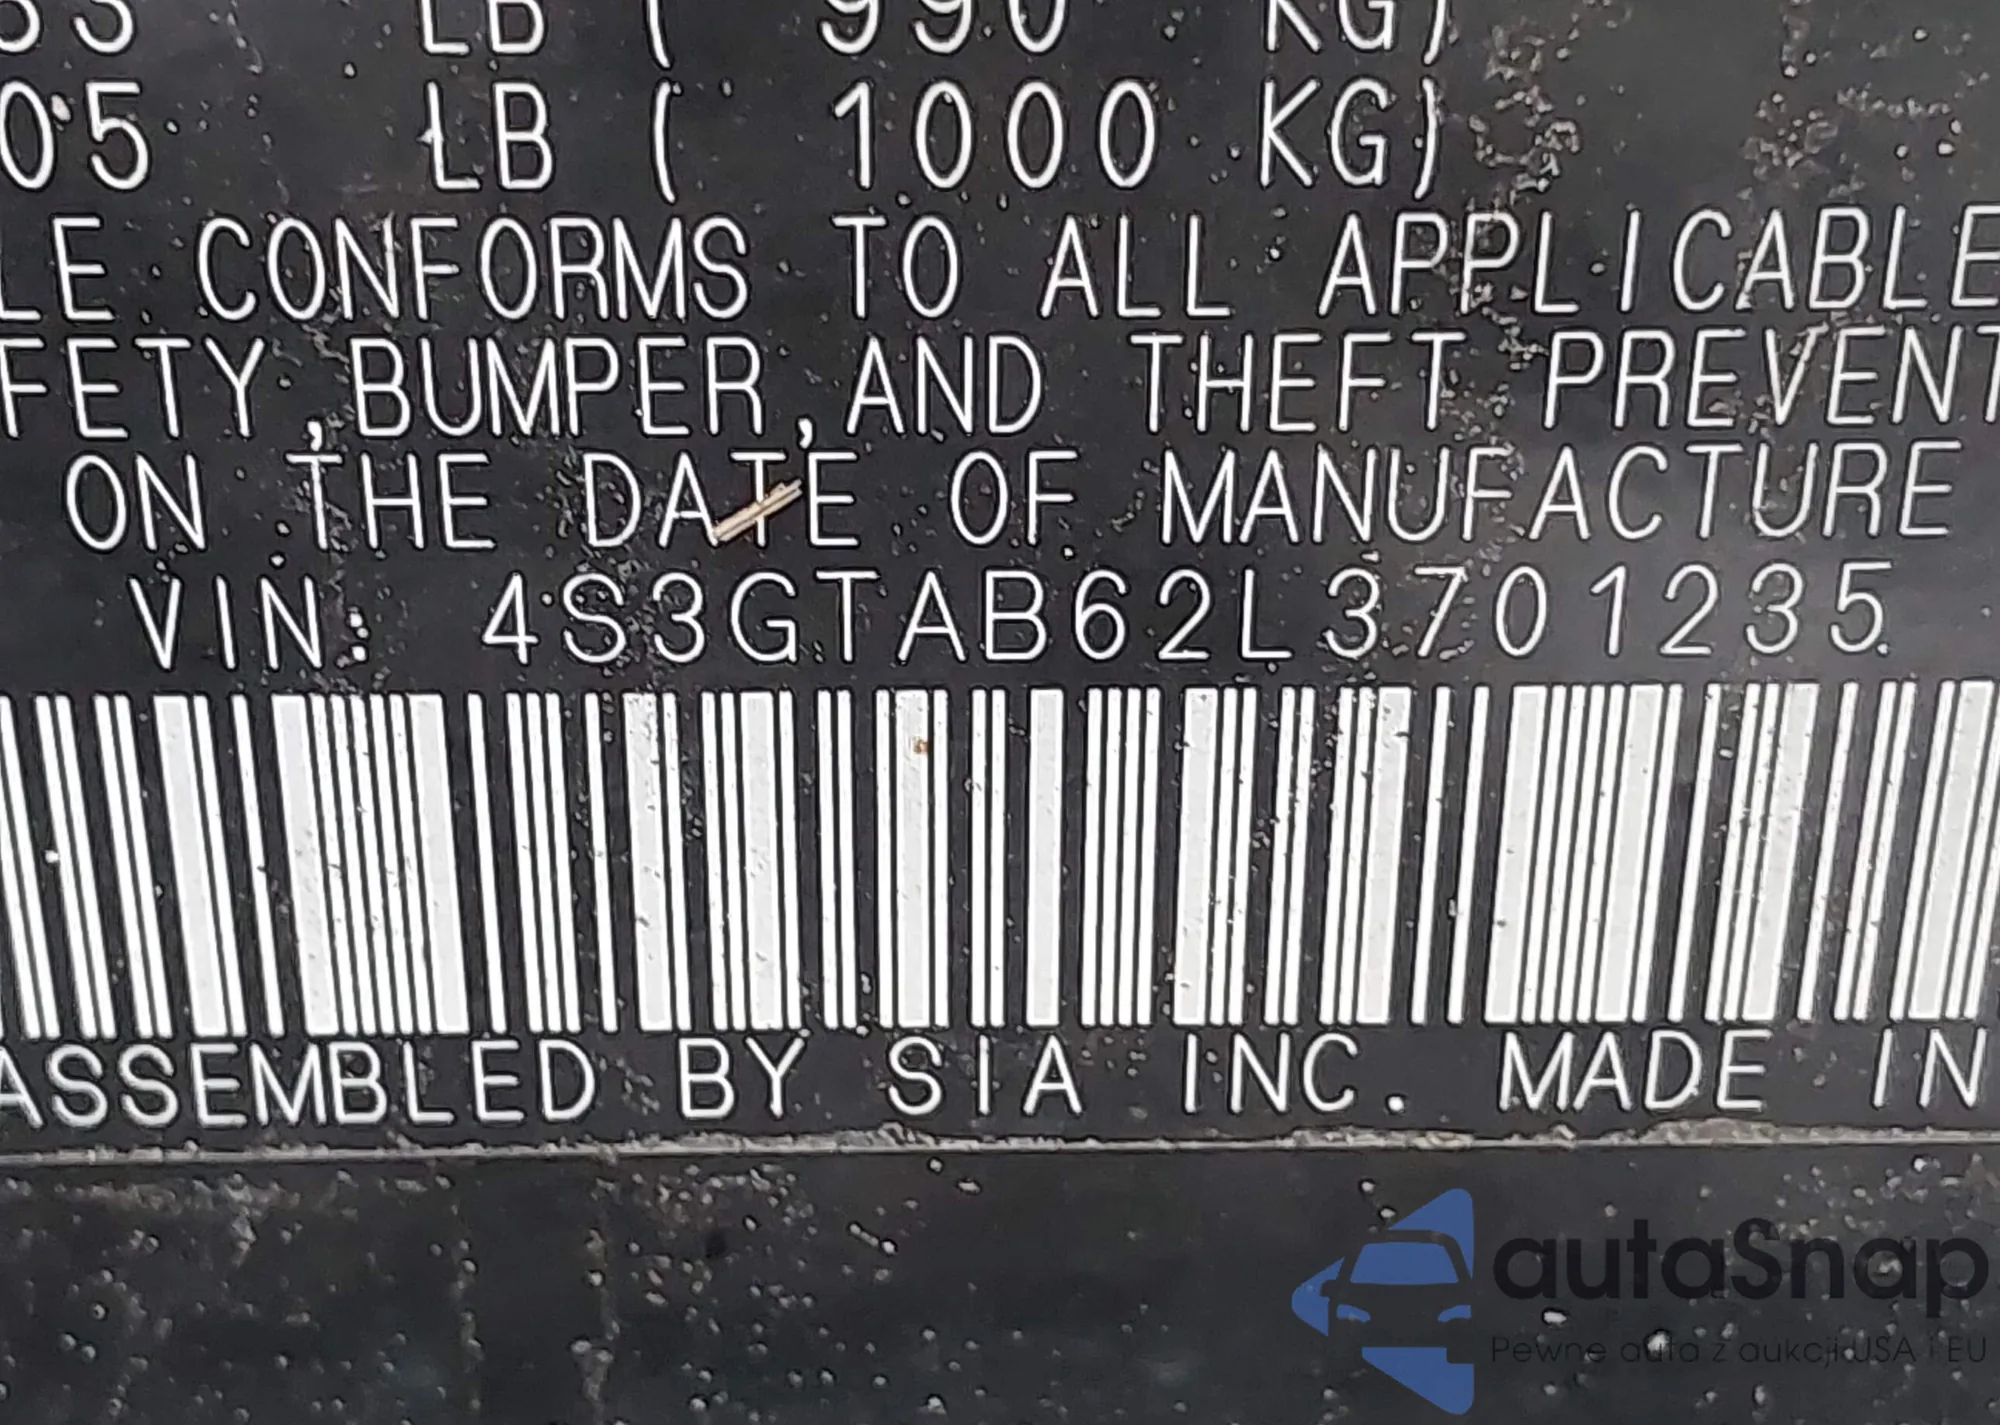 33 LB ( 990 KG)
05 LB ( 1000 KG)
LE CONFORMS TO ALL APPLICABLE
FETY,BUMPER,AND THEFT PREVENT
ON THE DATE OF MANUFACTURE
VIN: 4S3GTAB62L3701235
ASSEMBLED BY SIA INC. MADE IN
autaSnap
Pewne auta z aukcji USA i EU